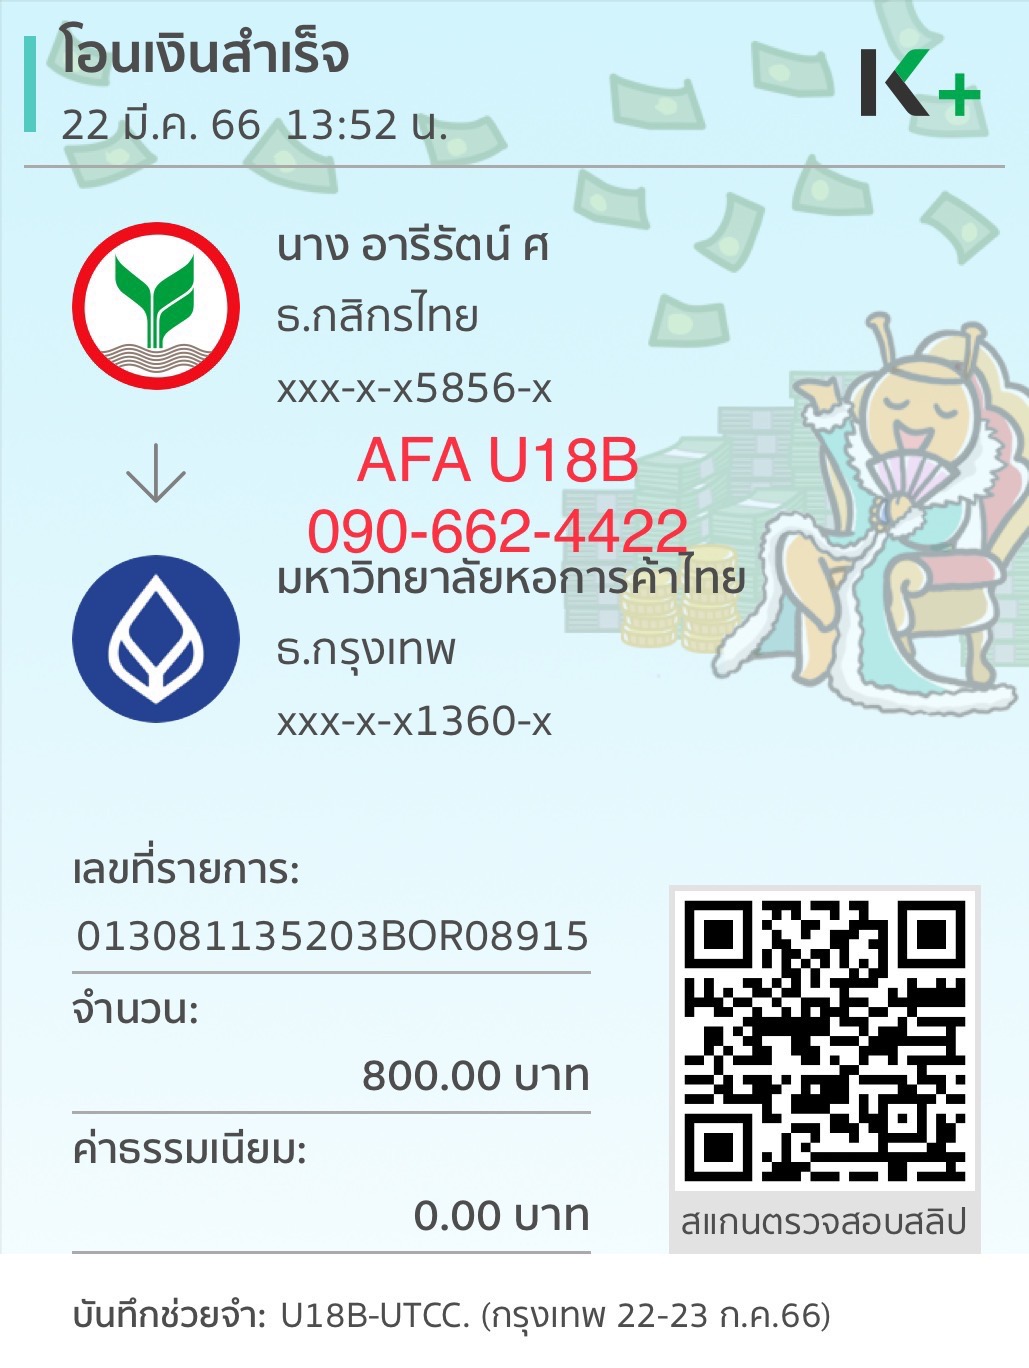 โอนเงินสำเร็จ
22 มี.ค. 66 13:52 น.
K+
นาง อารีรัตน์ ศ
ธ.กสิกรไทย
xxx-x-x5856-x
AFA U18B
090-662-4422
มหาวิทยาลัยหอการค้าไทย
ธ.กรุงเทพ
xxx-x-x1360-x
เลขที่รายการ:
013081135203BOR08915
จำนวน:
800.00 บาท
ค่าธรรมเนียม:
0.00 บาท
สแกนตรวจสอบสลิป
บันทึกช่วยจำ: U18B-UTCC. (กรุงเทพ 22-23 ก.ค.66)